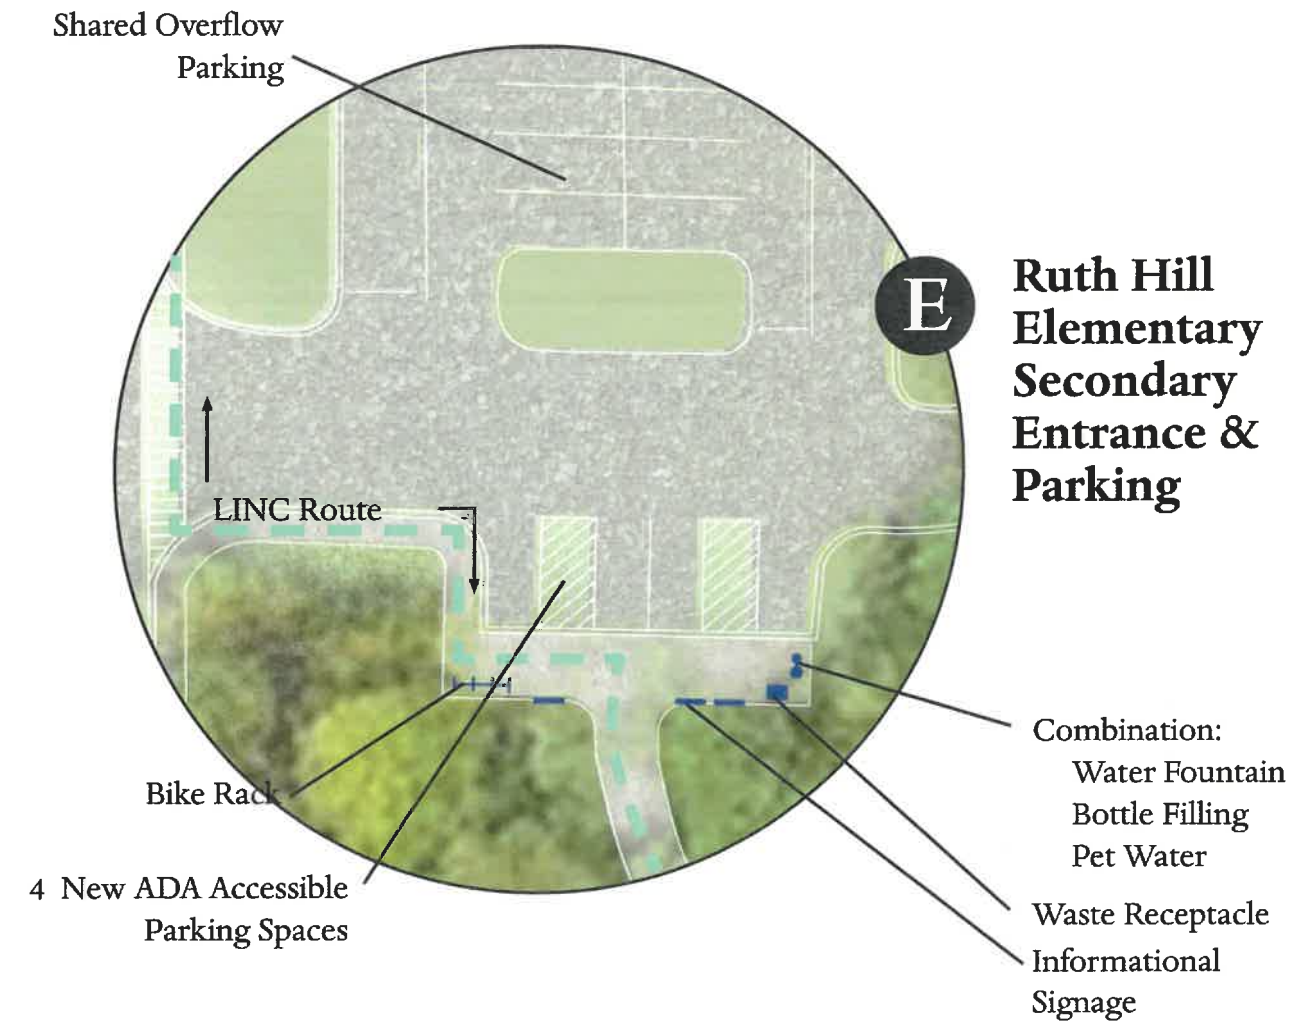 Shared Overflow
Parking
E
Ruth Hill
Elementary
Secondary
Entrance &
Parking
LINC Route
Bike Rack
4 New ADA Accessible
Parking Spaces
Combination:
Water Fountain
Bottle Filling
Pet Water
Waste Receptacle
Informational
Signage